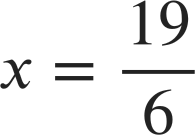 x = 19/6